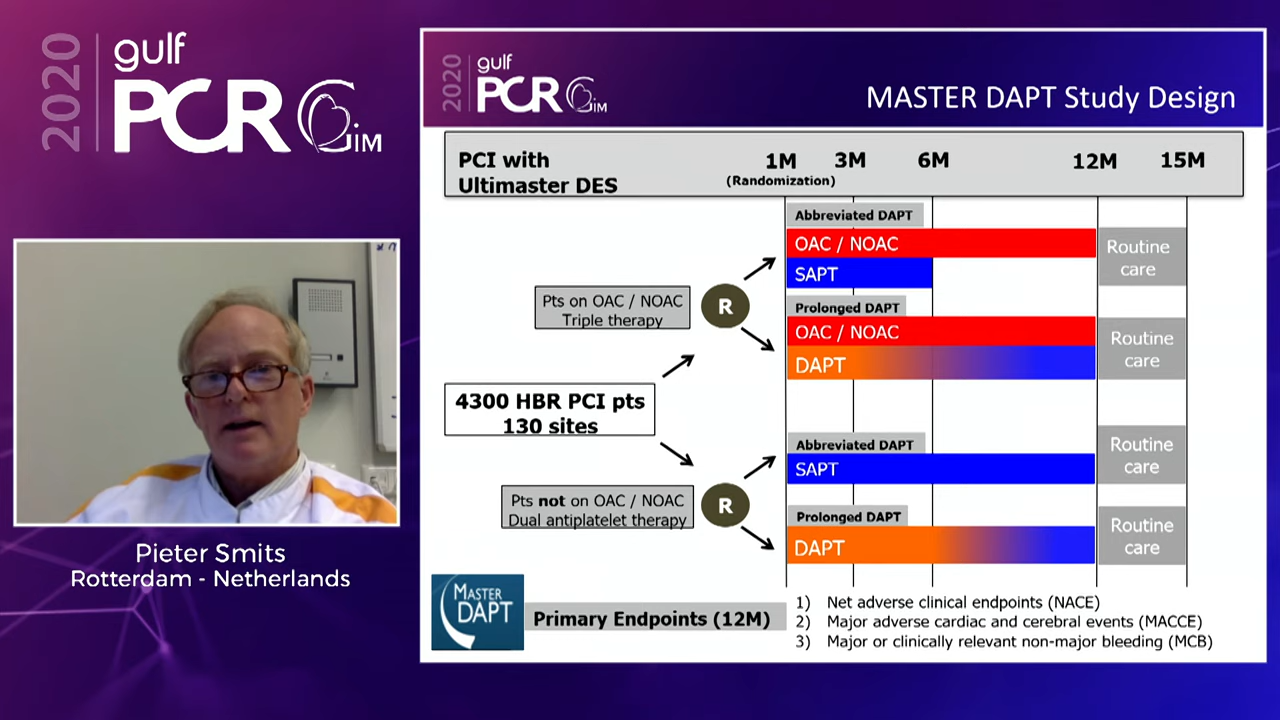 2020
gulf
PCR GIM
Pieter Smits
Rotterdam - Netherlands
2020
gulf
PCR GIM
MASTER DAPT Study Design
PCI with
Ultimaster DES
1M 3M 6M 12M 15M
(Randomization)
Abbreviated DAPT
OAC / NOAC
SAPT
Routine
care
Pts on OAC / NOAC
Triple therapy
R
Prolonged DAPT
OAC / NOAC
DAPT
Routine
care
4300 HBR PCI pts
130 sites
Abbreviated DAPT
SAPT
Routine
care
Pts not on OAC / NOAC
Dual antiplatelet therapy
R
Prolonged DAPT
DAPT
Routine
care
MASTER
DAPT
Primary Endpoints (12M)
1) Net adverse clinical endpoints (NACE)
2) Major adverse cardiac and cerebral events (MACCE)
3) Major or clinically relevant non-major bleeding (MCB)